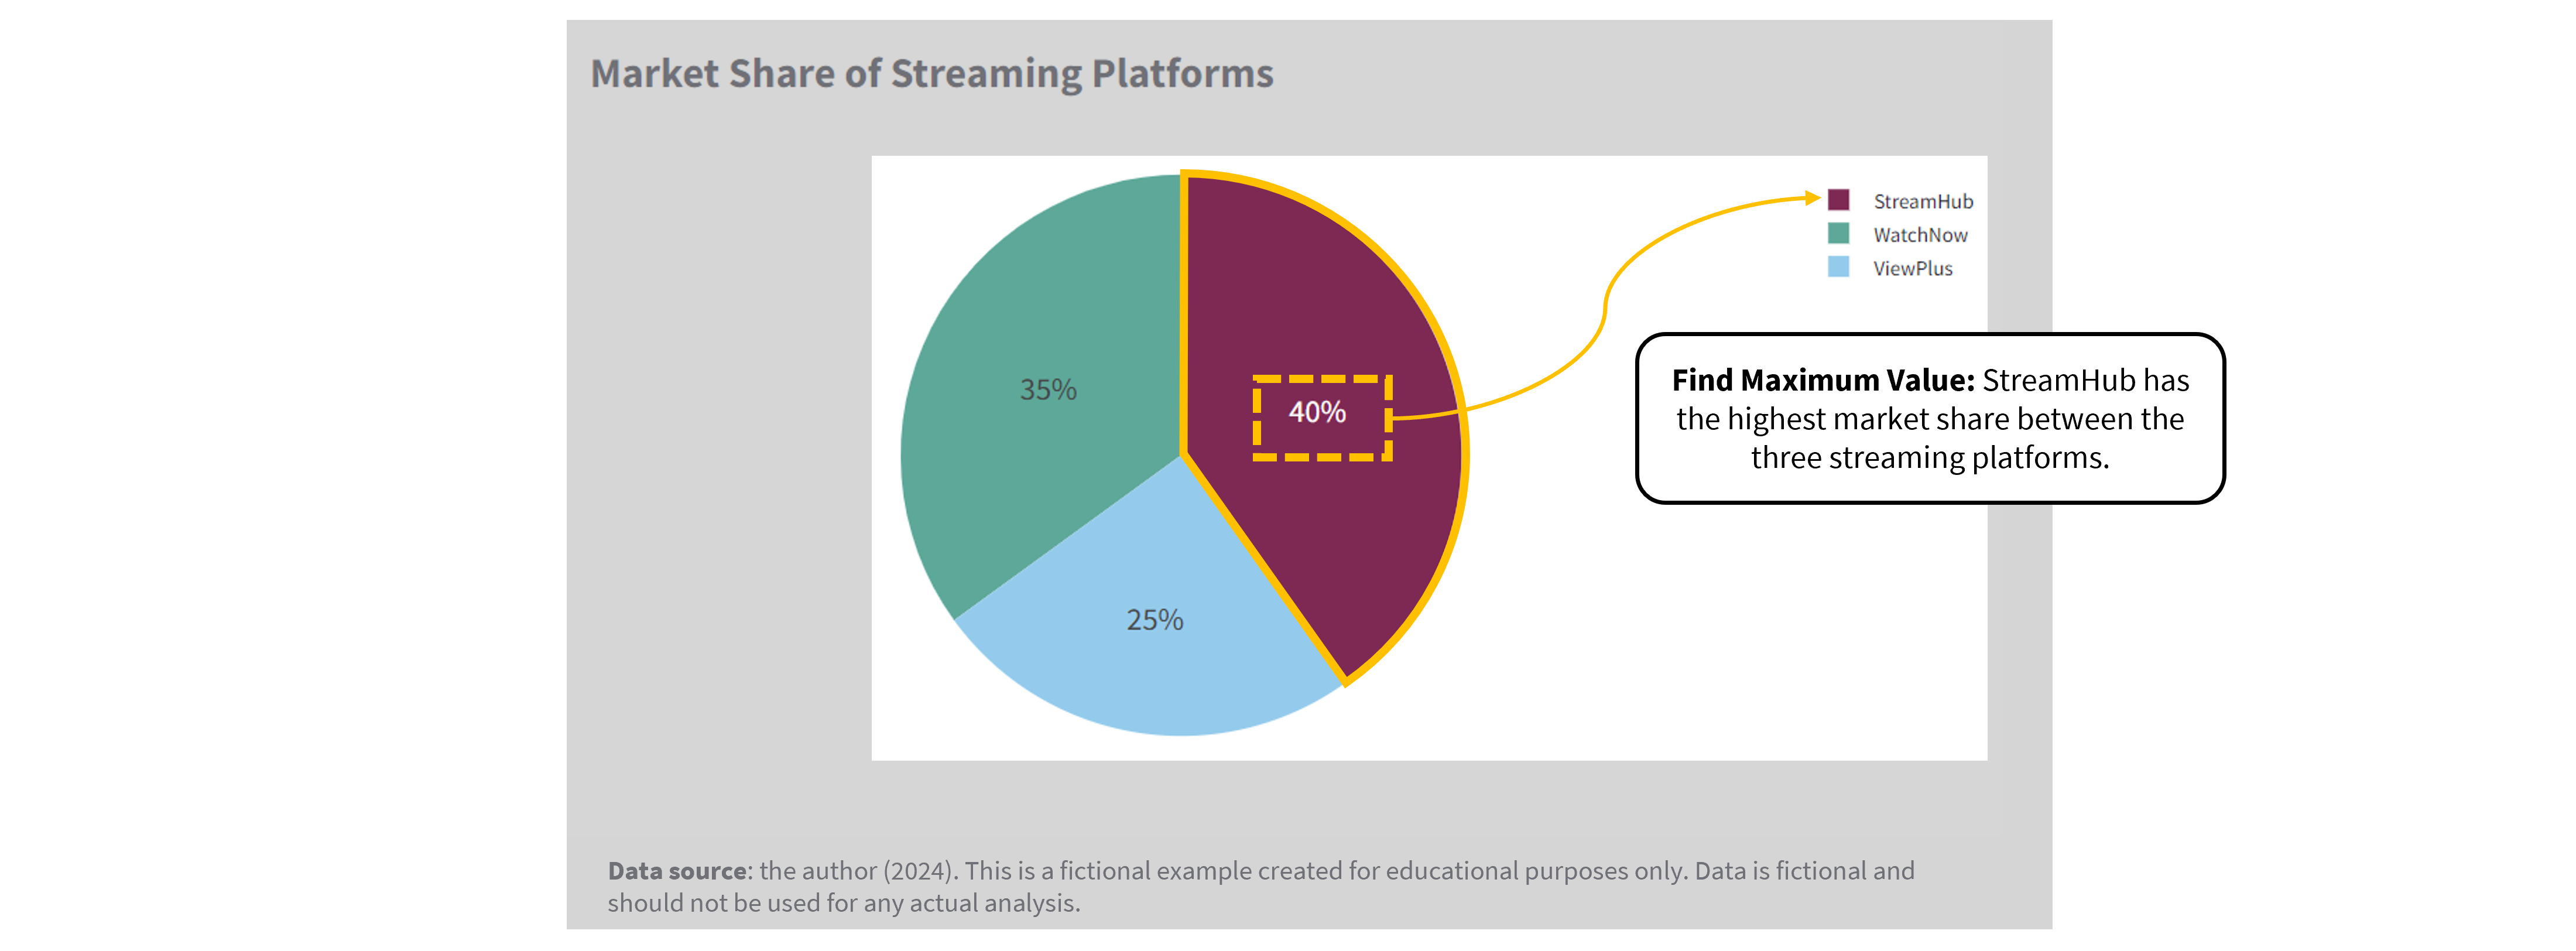 Market Share of Streaming Platforms
StreamHub
WatchNow
ViewPlus
35%
40%
25%
Find Maximum Value: StreamHub has
the highest market share between the
three streaming platforms.
Data source: the author (2024). This is a fictional example created for educational purposes only. Data is fictional and
should not be used for any actual analysis.